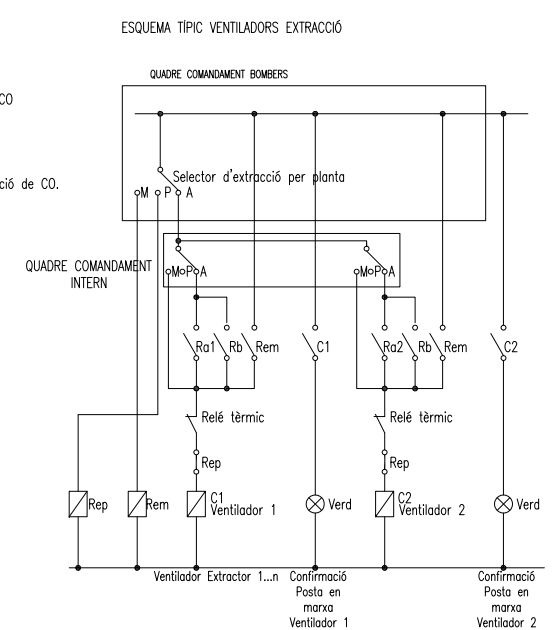 ESQUEMA TÍPIC VENTILADORS EXTRACCIÓ
QUADRE COMANDAMENT BOMBERS
CO
Selector d'extracció per planta
ció de CO.
M P A
QUADRE COMANDAMENT
INTERN
M P A
M P A
Ra1 Rb Rem C1 Ra2 Rb Rem C2
Relé tèrmic Relé tèrmic
Rep Rep
Rep Rem C1
Ventilador 1 Verd C2
Ventilador 2 Verd
Ventilador Extractor 1...n
Confirmació
Posta en
marxa
Ventilador 1
Confirmació
Posta en
marxa
Ventilador 2